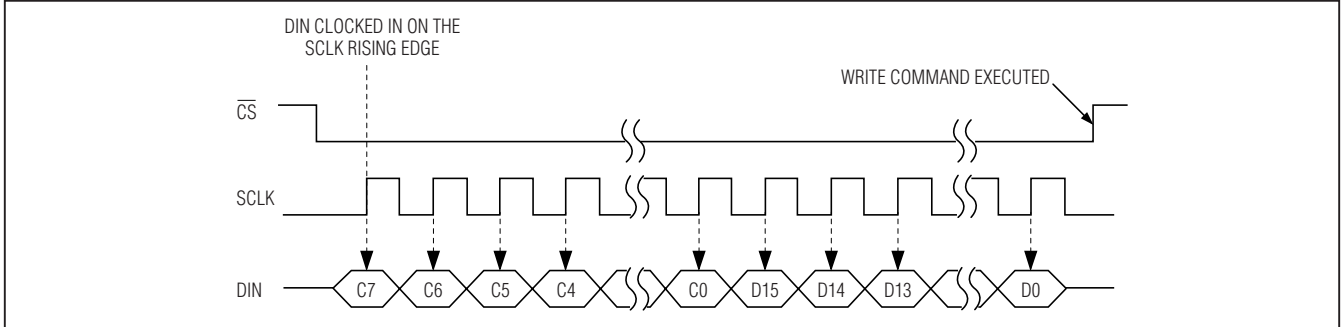 DIN CLOCKED IN ON THE
SCLK RISING EDGE
WRITE COMMAND EXECUTED
CS
SCLK
DIN C7 C6 C5 C4 C0 D15 D14 D13 D0